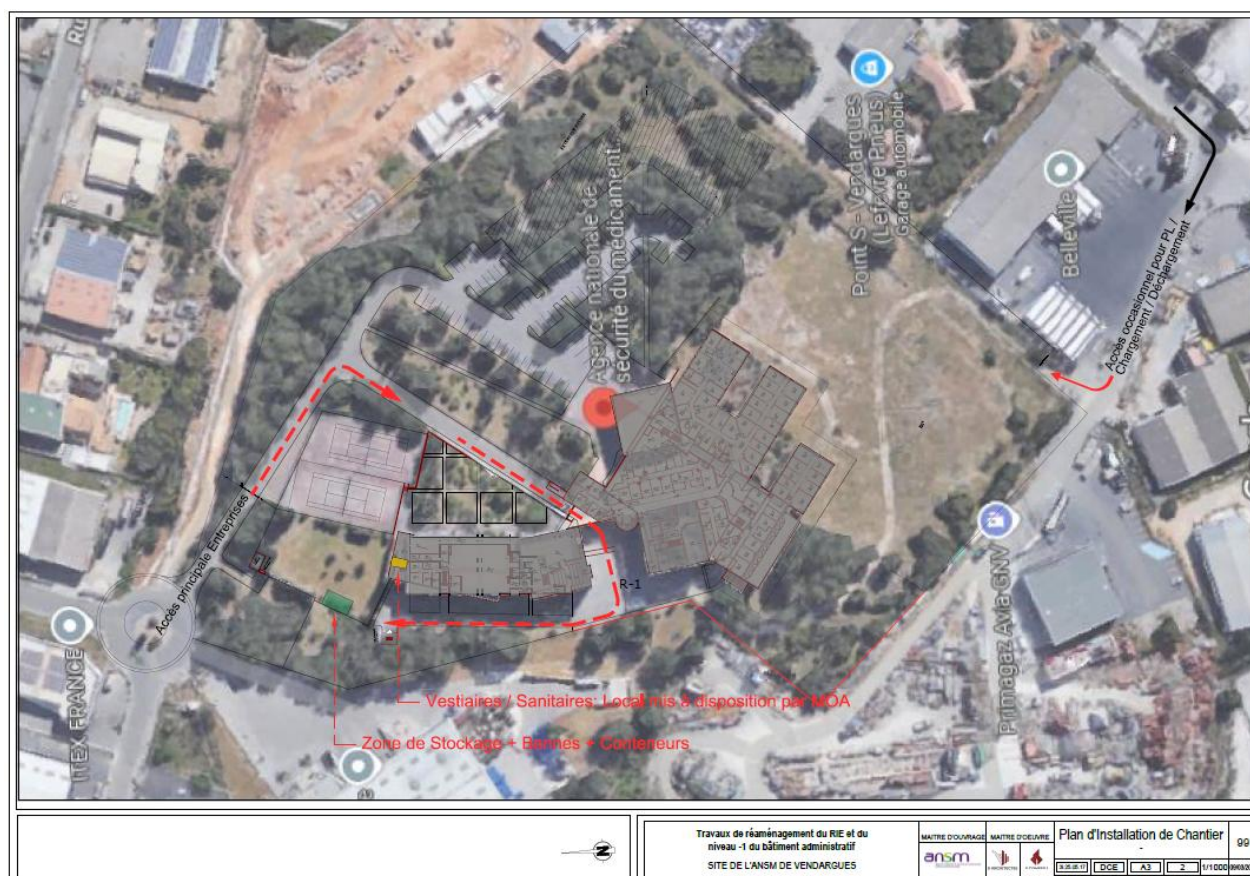 Ru
Point S - Vendargues
(Lefèvre Pneus)
Garage automobile
Belleville
Accès occasionnel pour PL /
Chargement / Déchargement
Agence nationale de
sécurité du médicament...
Accès principale Entreprises
R-1
ITEX FRANCE
Primagaz Avia GNV
Vestiaires / Sanitaires: Local mis à disposition par MOA
Zone de Stockage + Bennes + Conteneurs
N
Travaux de réaménagement du RIE et du
niveau -1 du bâtiment administratif
SITE DE L'ANSM DE VENDARGUES
MAITRE D'OUVRAGE
ansm
MAITRE D'OEUVRE
Plan d'Installation de Chantier
-
99
DCE
A3
2
1/1000